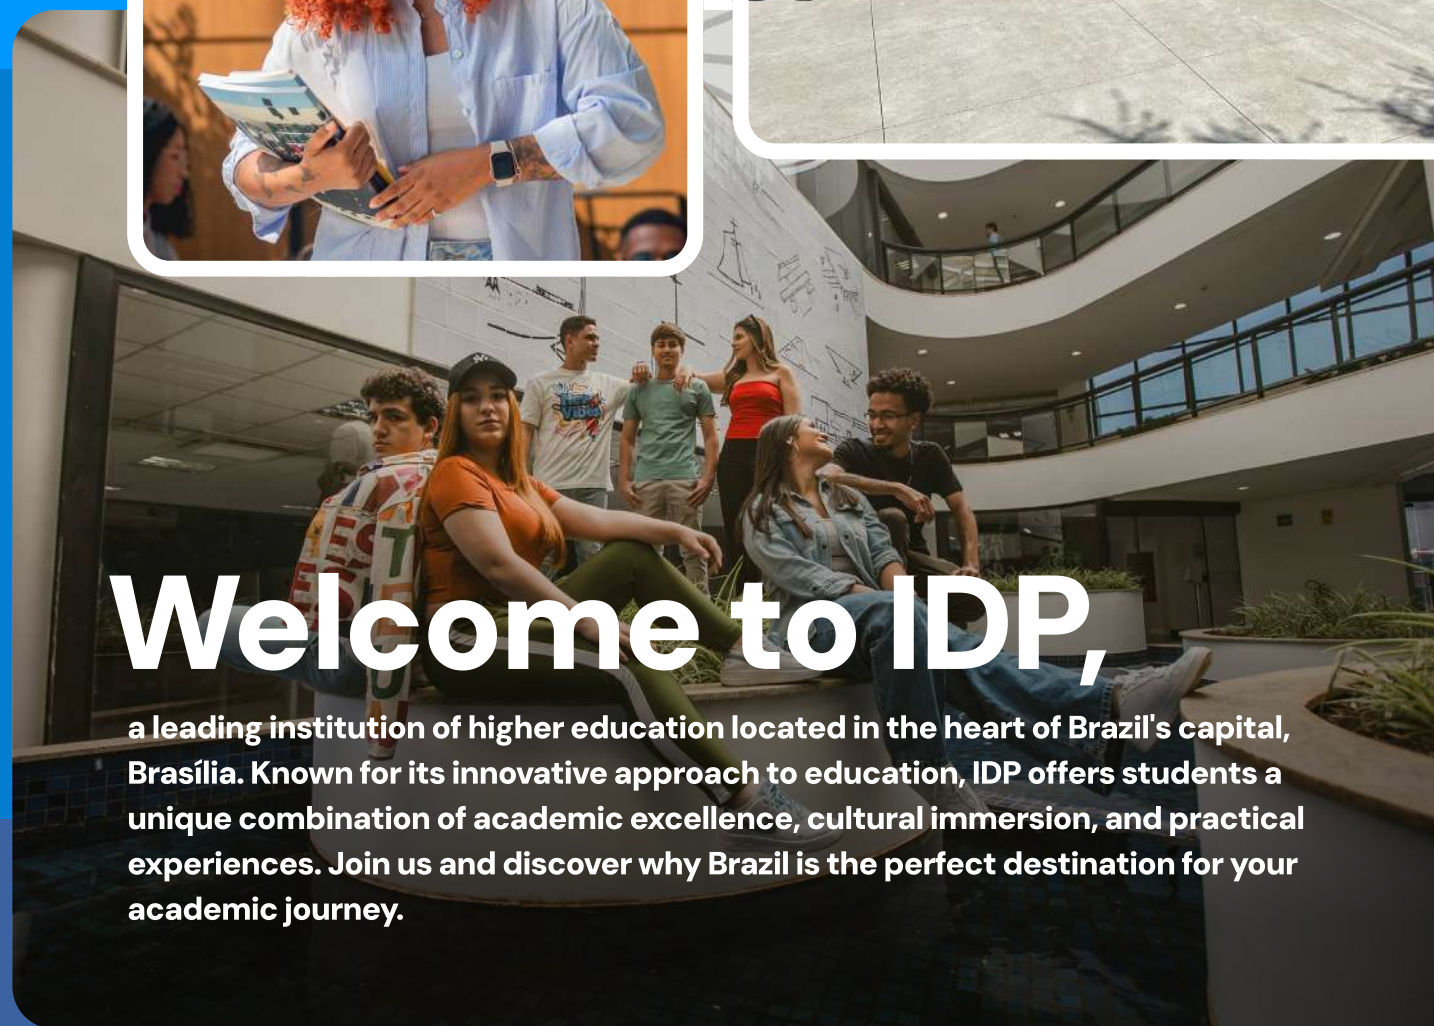 New
Vibes
Welcome to IDP,
a leading institution of higher education located in the heart of Brazil's capital,
Brasília. Known for its innovative approach to education, IDP offers students a
unique combination of academic excellence, cultural immersion, and practical
experiences. Join us and discover why Brazil is the perfect destination for your
academic journey.